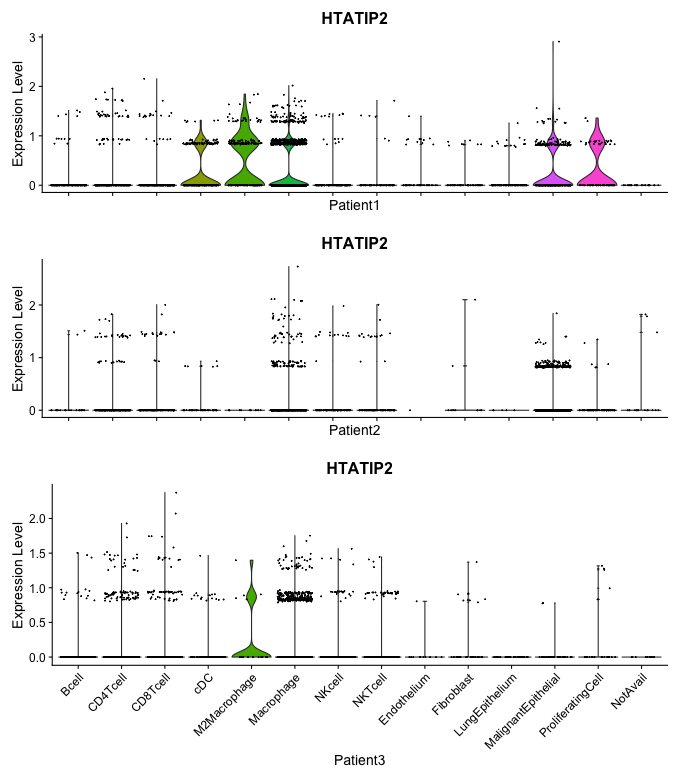 HTATIP2
Expression Level
3
2
1
0
Patient1
HTATIP2
Expression Level
2
1
0
Patient2
HTATIP2
Expression Level
2.0
1.5
1.0
0.5
0.0
Bcell
CD4Tcell
CD8Tcell
cDC
M2Macrophage
Macrophage
NKcell
NKTcell
Endothelium
Fibroblast
LungEpithelium
MalignantEpithelial
ProliferatingCell
NotAvail
Patient3